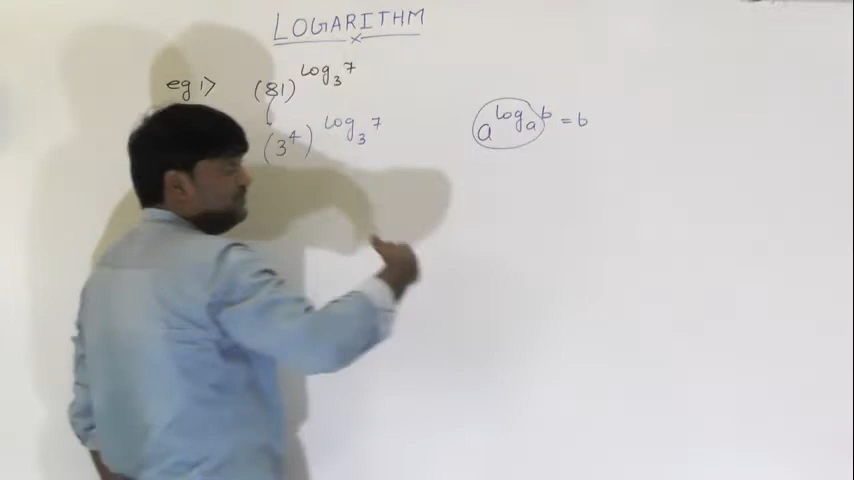 LOGARITHM
eg 1> (81)^log₃7
(3⁴)^log₃7
a^logₐb = b